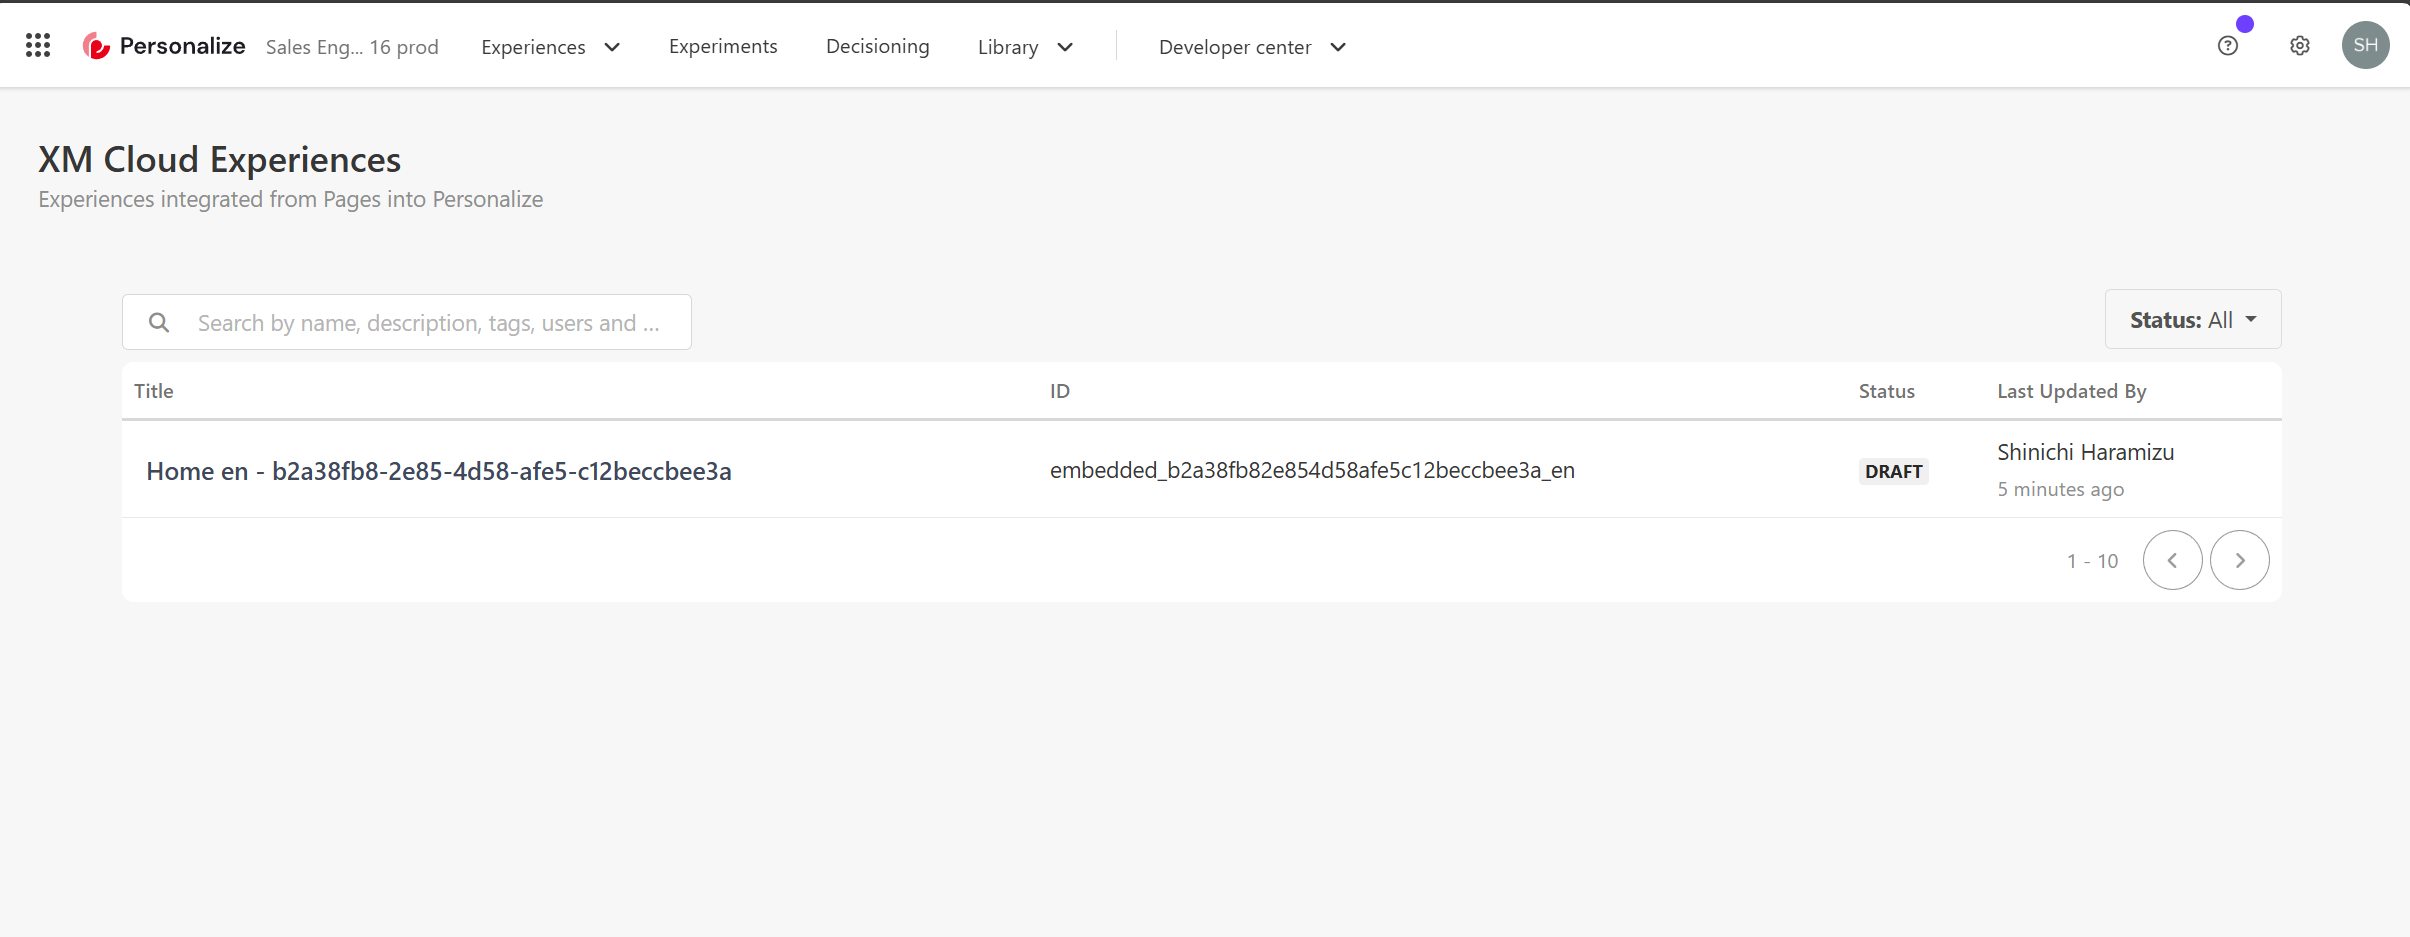 Personalize Sales Eng... 16 prod Experiences Experiments Decisioning Library Developer center SH
XM Cloud Experiences
Experiences integrated from Pages into Personalize
Search by name, description, tags, users and ... Status: All
Title ID Status Last Updated By
Home en - b2a38fb8-2e85-4d58-afe5-c12beccbee3a embedded_b2a38fb82e854d58afe5c12beccbee3a_en DRAFT Shinichi Haramizu
5 minutes ago
1 - 10